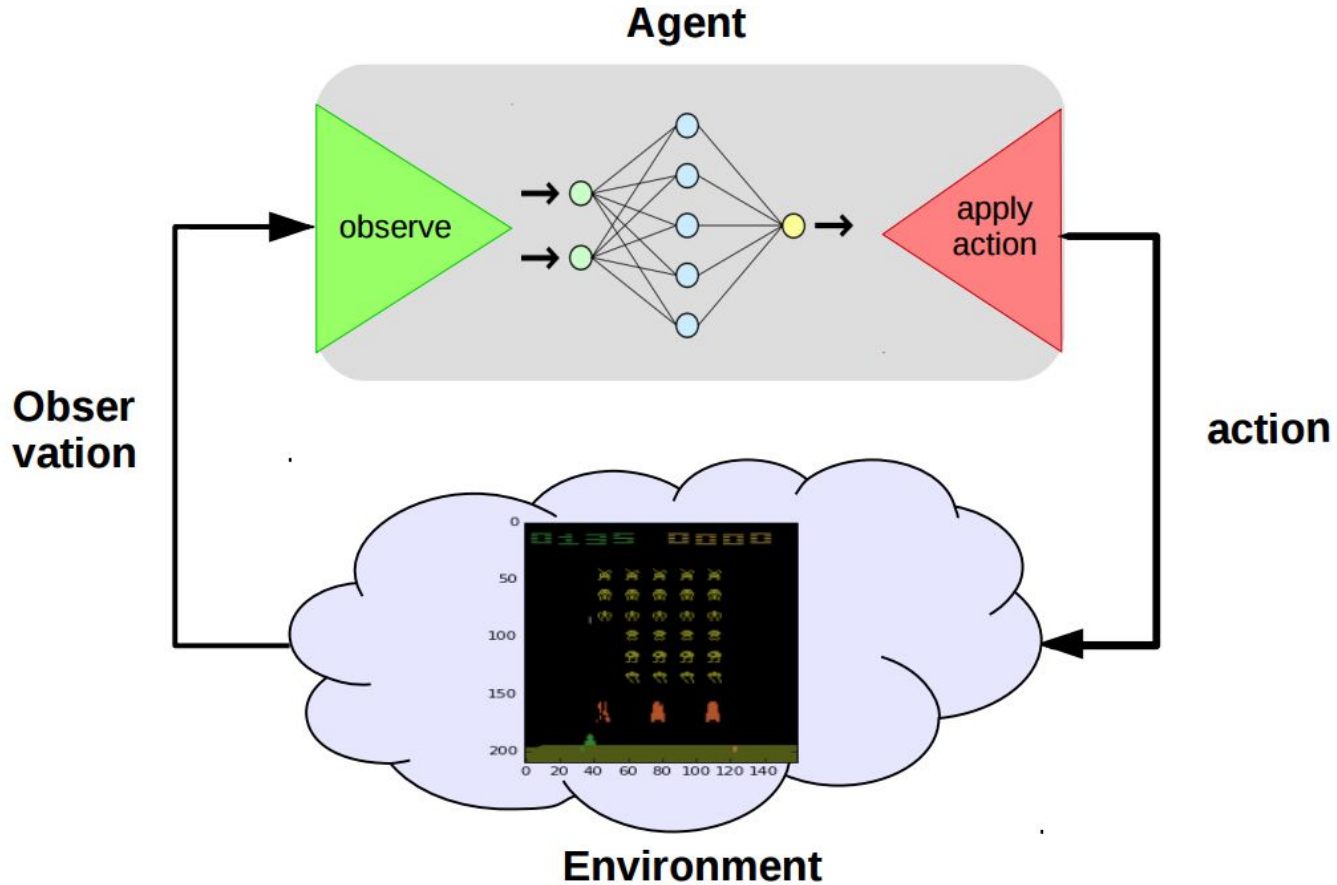 Agent
observe
apply
action
Obser
vation
action
0
0135 0000
50
100
150
200
0 20 40 60 80 100 120 140
Environment